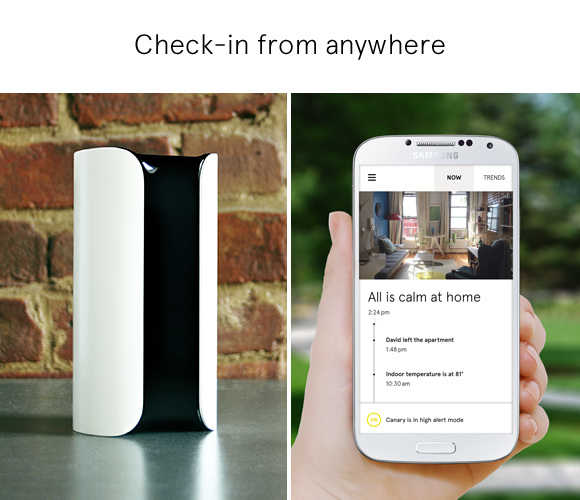 Check-in from anywhere
SAMSUNG
NOW
TRENDS
All is calm at home
2:24 pm
David left the apartment
1:48 pm
Indoor temperature is at 81°
10:30 am
Canary is in high alert mode